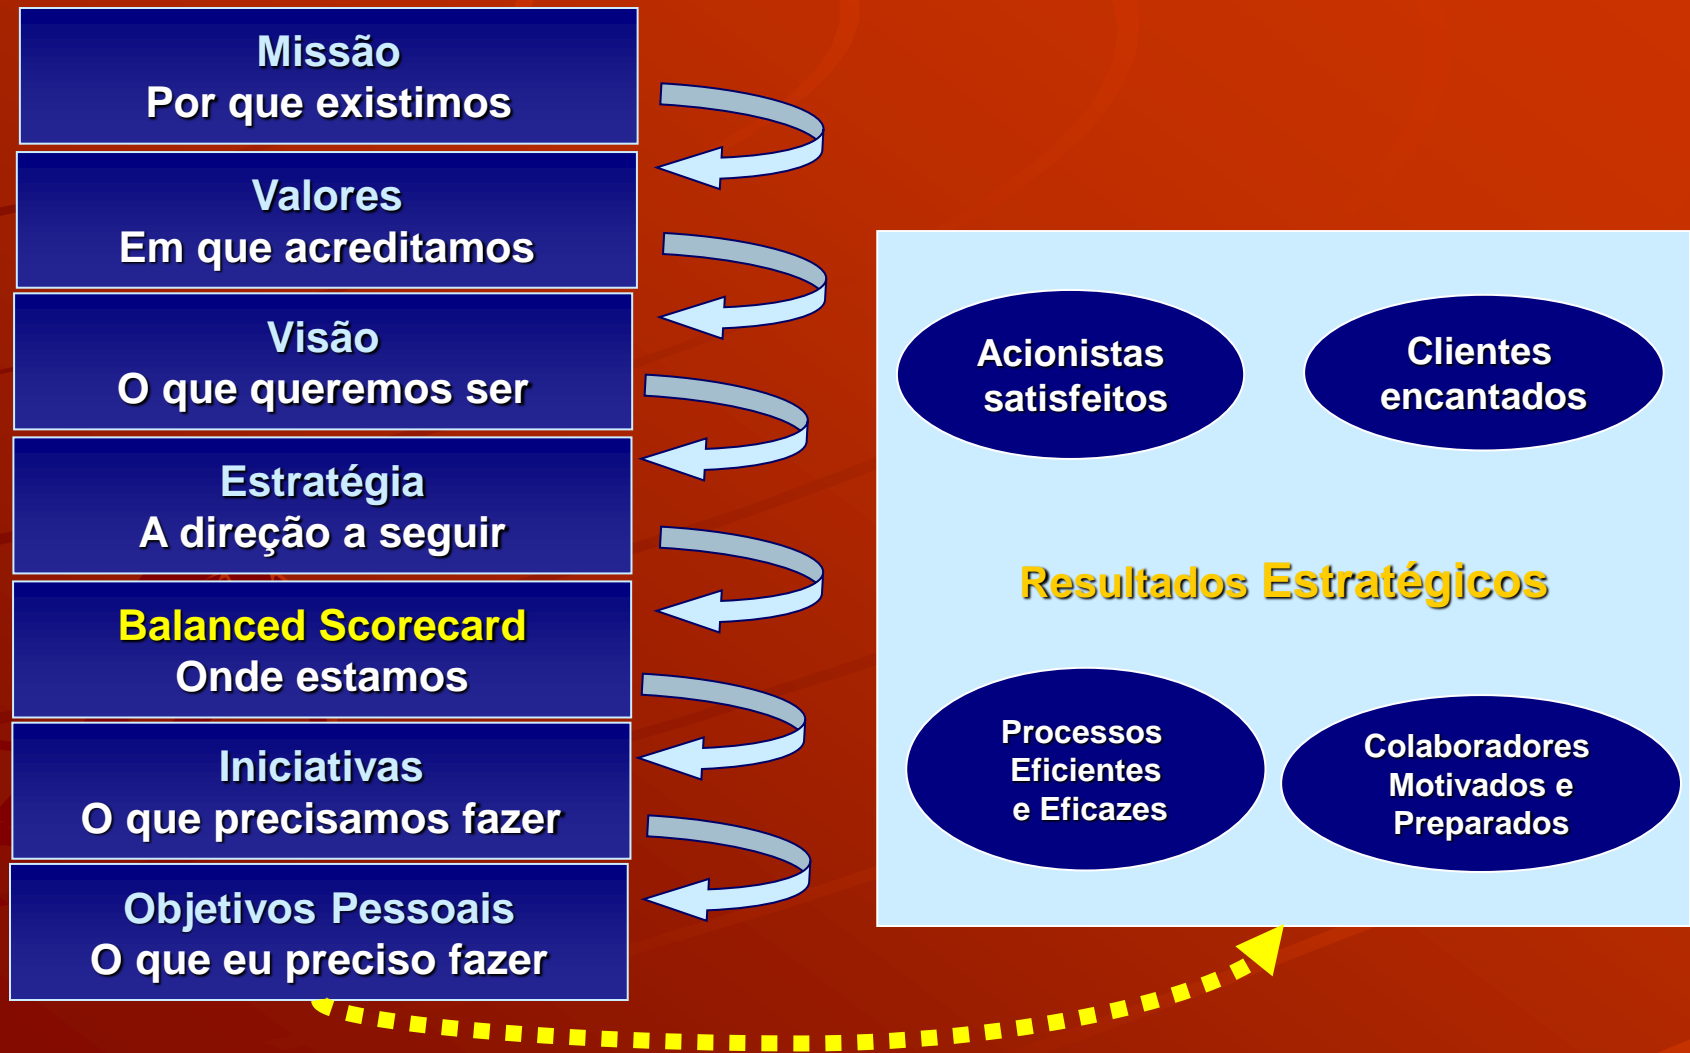 Missão
Por que existimos
Valores
Em que acreditamos
Visão
O que queremos ser
Estratégia
A direção a seguir
Balanced Scorecard
Onde estamos
Iniciativas
O que precisamos fazer
Objetivos Pessoais
O que eu preciso fazer
Acionistas
satisfeitos
Clientes
encantados
Resultados Estratégicos
Processos
Eficientes
e Eficazes
Colaboradores
Motivados e
Preparados